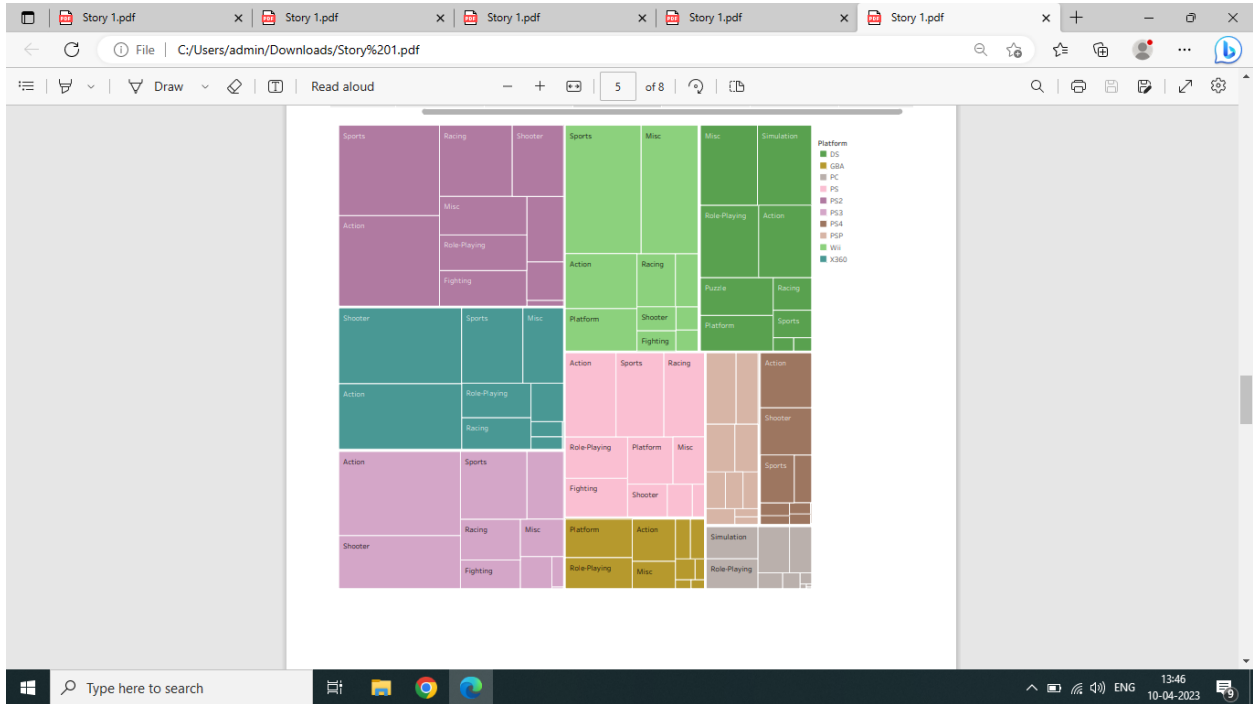 Story 1.pdf
Story 1.pdf
Story 1.pdf
Story 1.pdf
Story 1.pdf
File C:/Users/admin/Downloads/Story%201.pdf
Draw
Read aloud
5 of 8
Sports Racing Shooter
Misc
Action
Role-Playing
Fighting
Sports Misc
Action Racing
Platform Shooter
Fighting
Misc Simulation
Role-Playing Action
Puzzle Racing
Platform Sports
Platform
DS
GBA
PC
PS
PS2
PS3
PS4
PSP
Wii
X360
Shooter Sports Misc
Action Role-Playing
Racing
Action Sports Racing
Role-Playing Platform Misc
Fighting Shooter
Action
Shooter
Sports
Action Sports
Racing Misc
Shooter
Fighting
Platform Action
Role-Playing Misc
Simulation
Role-Playing
Type here to search
ENG
13:46
10-04-2023
9